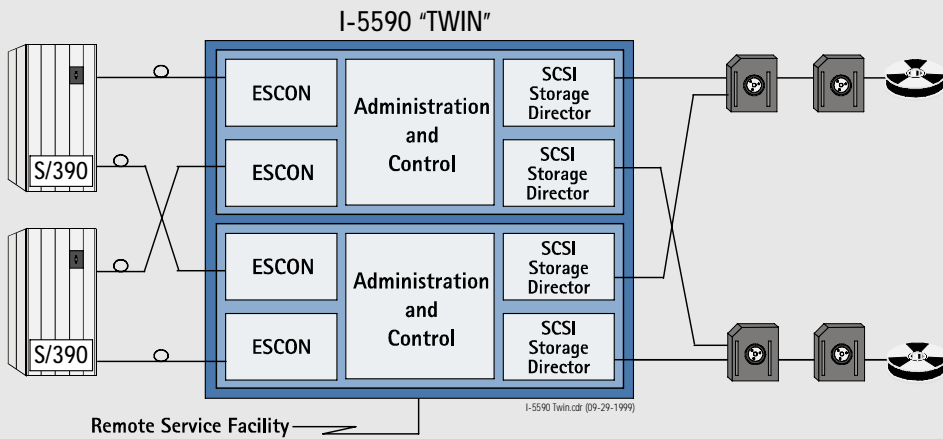 I-5590 “TWIN”
S/390
S/390
ESCON
ESCON
Administration
and
Control
SCSI
Storage
Director
SCSI
Storage
Director
ESCON
ESCON
Administration
and
Control
SCSI
Storage
Director
SCSI
Storage
Director
I-5590 Twin.cdr (09-29-1999)
Remote Service Facility